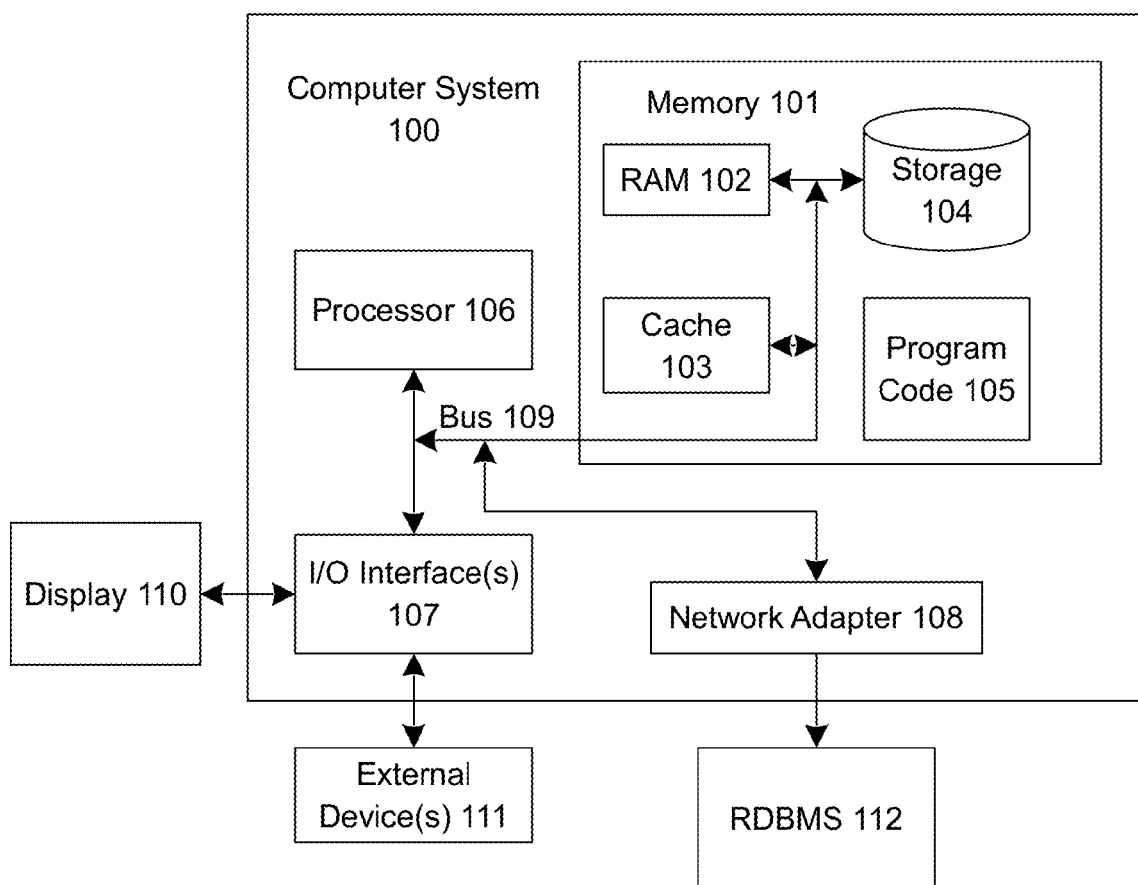 Computer System
100
Memory 101
RAM 102
Storage
104
Processor 106
Cache
103
Program
Code 105
Bus 109
Display 110
I/O Interface(s)
107
Network Adapter 108
External
Device(s) 111
RDBMS 112